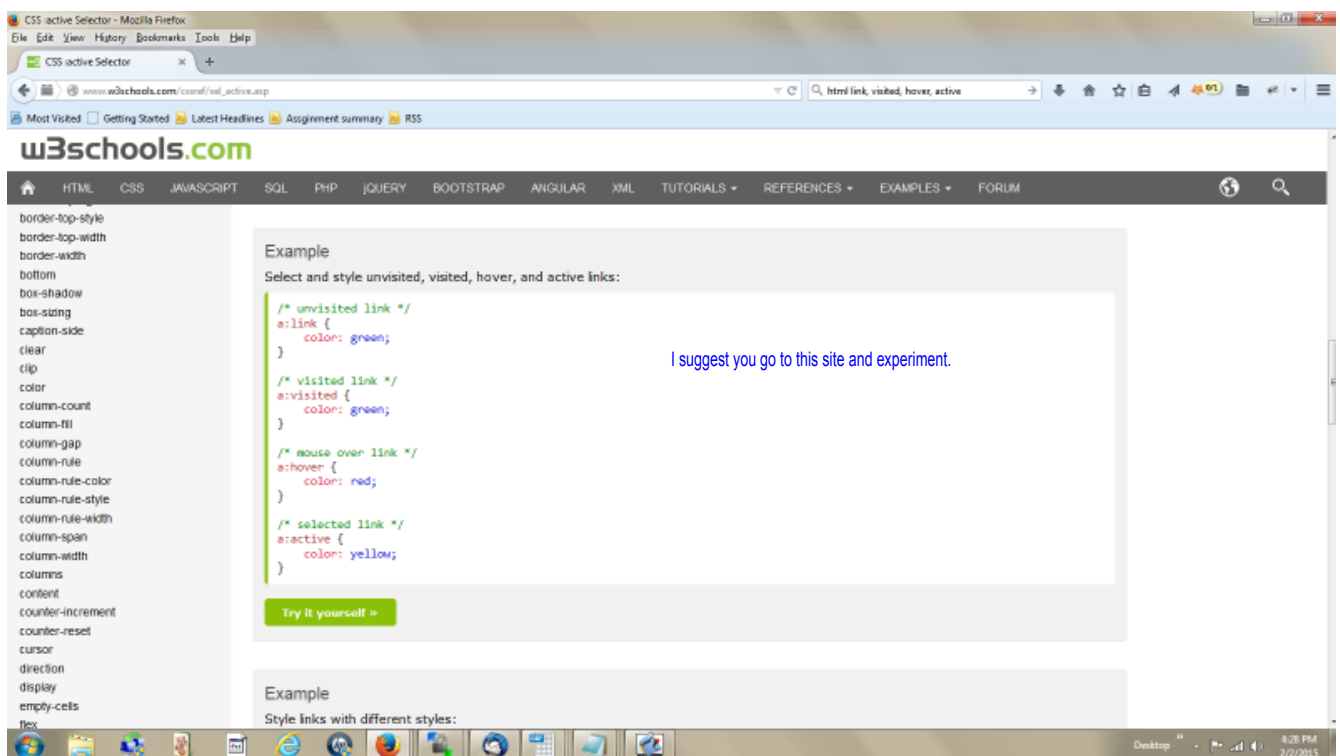 CSS :active Selector - Mozilla Firefox
File Edit View History Bookmarks Tools Help
CSS :active Selector × +
www.w3schools.com/cssref/sel_active.asp
html link, visited, hover, active
Most Visited Getting Started Latest Headlines Assginment summary RSS
w3schools.com
HTML CSS JAVASCRIPT SQL PHP jQUERY BOOTSTRAP ANGULAR XML TUTORIALS REFERENCES EXAMPLES FORUM
border-top-style
border-top-width
border-width
bottom
box-shadow
box-sizing
caption-side
clear
clip
color
column-count
column-fill
column-gap
column-rule
column-rule-color
column-rule-style
column-rule-width
column-span
column-width
columns
content
counter-increment
counter-reset
cursor
direction
display
empty-cells
flex
Example
Select and style unvisited, visited, hover, and active links:
/* unvisited link */
a:link {
color: green;
}
/* visited link */
a:visited {
color: green;
}
/* mouse over link */
a:hover {
color: red;
}
/* selected link */
a:active {
color: yellow;
}
I suggest you go to this site and experiment.
Try it yourself »
Example
Style links with different styles:
Desktop
4:28 PM
2/2/2015